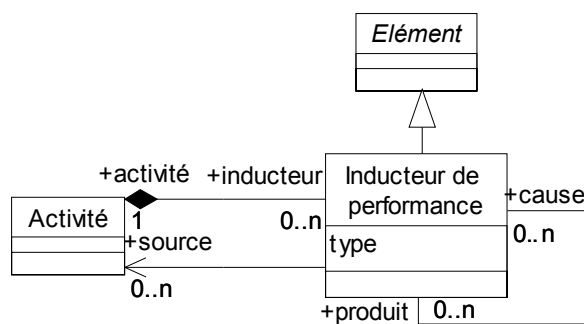 Elément
+activité
+inducteur
Inducteur de
performance
+cause
Activité
1
0..n
0..n
+source
type
0..n
+produit
0..n